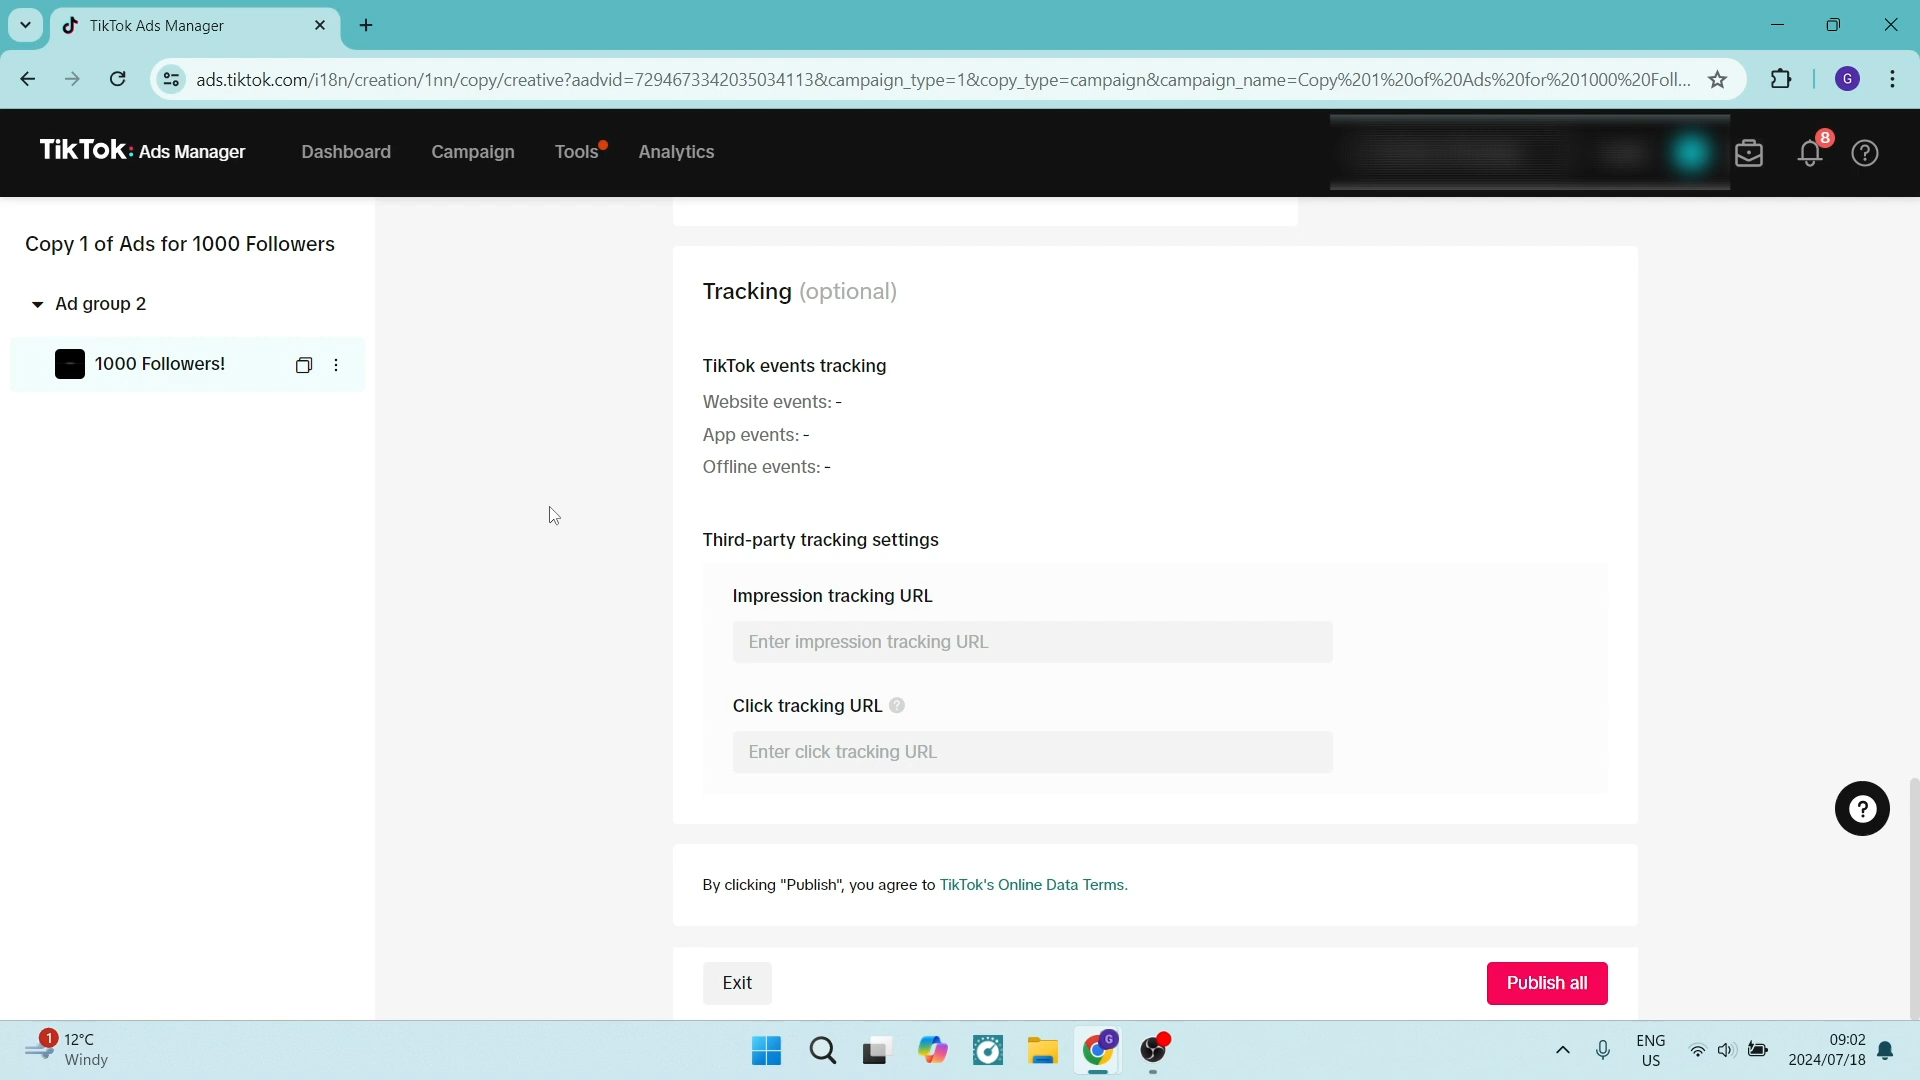 TikTok Ads Manager
ads.tiktok.com/i18n/creation/1nn/copy/creative?aadvid=7294673342035034113&campaign_type=1&copy_type=campaign&campaign_name=Copy%201%20of%20Ads%20for%201000%20Foll...
G
TikTok: Ads Manager
Dashboard
Campaign
Tools
Analytics
8
Copy 1 of Ads for 1000 Followers
Ad group 2
1000 Followers!
Tracking (optional)
TikTok events tracking
Website events: -
App events: -
Offline events: -
Third-party tracking settings
Impression tracking URL
Enter impression tracking URL
Click tracking URL ?
Enter click tracking URL
By clicking "Publish", you agree to TikTok's Online Data Terms.
Exit
Publish all
1
12°C
Windy
G
ENG
US
09:02
2024/07/18